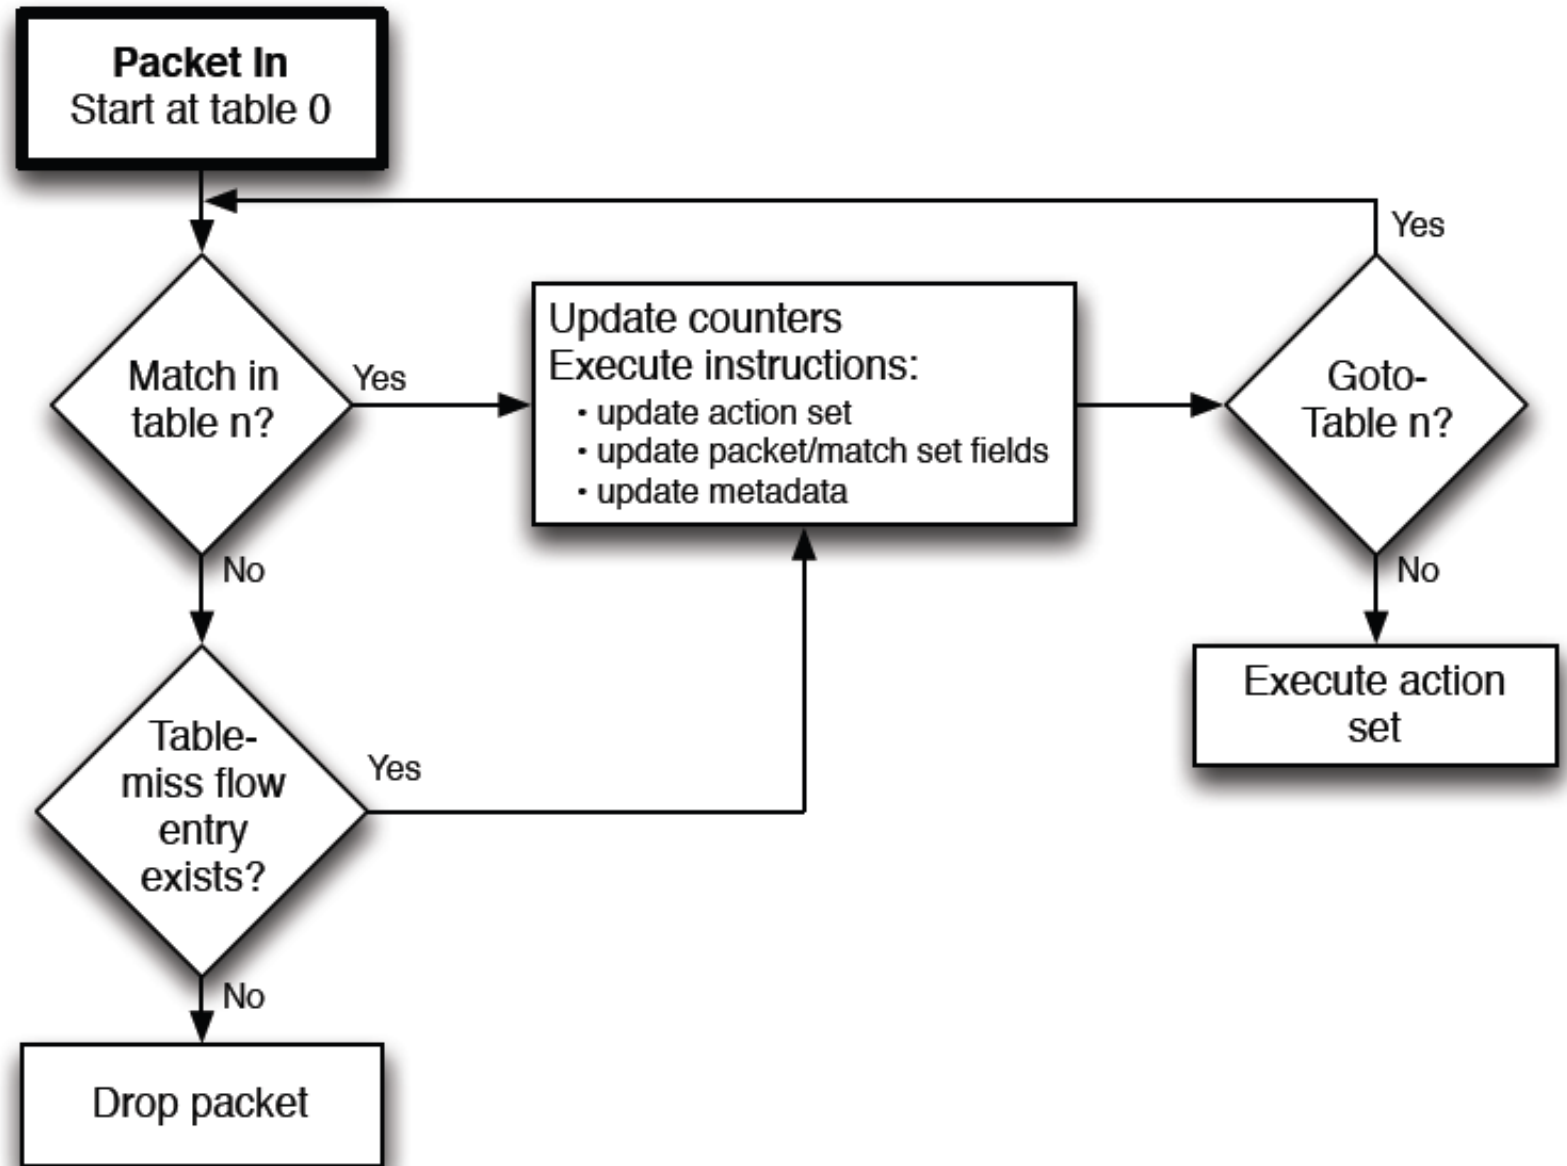 Packet In
Start at table 0
Yes
Match in
table n?
Yes
Update counters
Execute instructions:
• update action set
• update packet/match set fields
• update metadata
Goto-
Table n?
No
No
Execute action
set
Table-
miss flow
entry
exists?
Yes
No
Drop packet